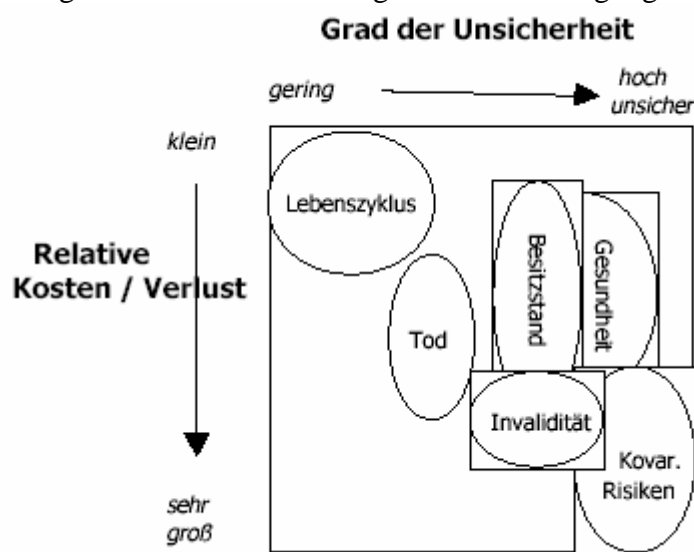 Grad der Unsicherheit
gering
hoch
unsicher
klein
Lebenszyklus
Besitzstand
Gesundheit
Relative
Kosten / Verlust
Tod
Invalidität
Kovar.
Risiken
sehr
groß